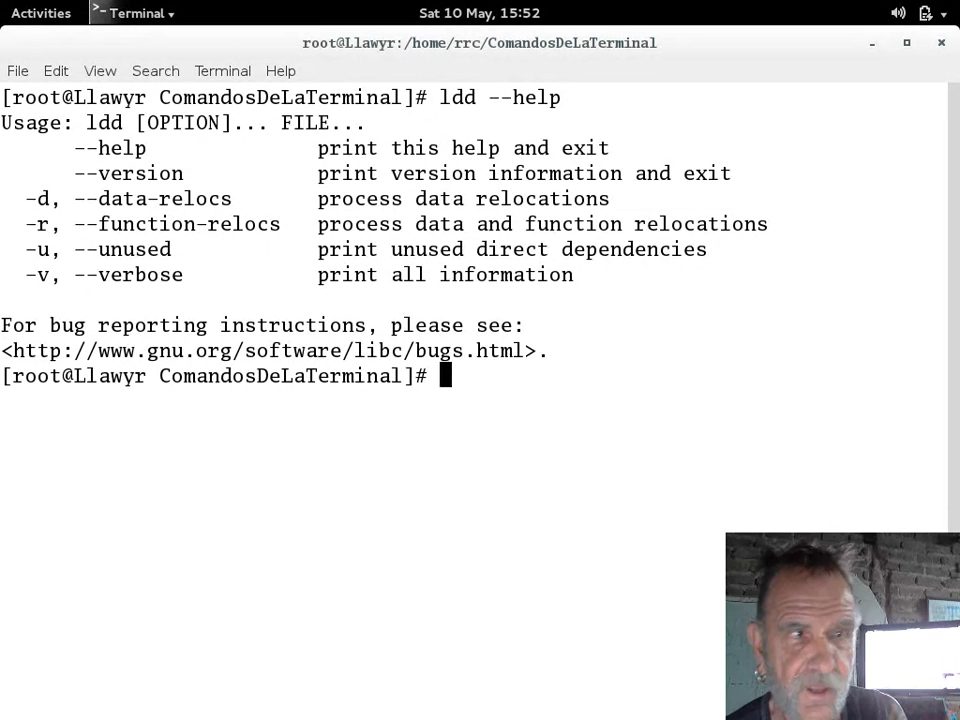 Activities Terminal Sat 10 May, 15:52
root@Llawyr:/home/rrc/ComandosDeLaTerminal
File Edit View Search Terminal Help
[root@Llawyr ComandosDeLaTerminal]# ldd --help
Usage: ldd [OPTION]... FILE...
      --help              print this help and exit
      --version           print version information and exit
  -d, --data-relocs       process data relocations
  -r, --function-relocs   process data and function relocations
  -u, --unused            print unused direct dependencies
  -v, --verbose           print all information
For bug reporting instructions, please see:
<http://www.gnu.org/software/libc/bugs.html>.
[root@Llawyr ComandosDeLaTerminal]#